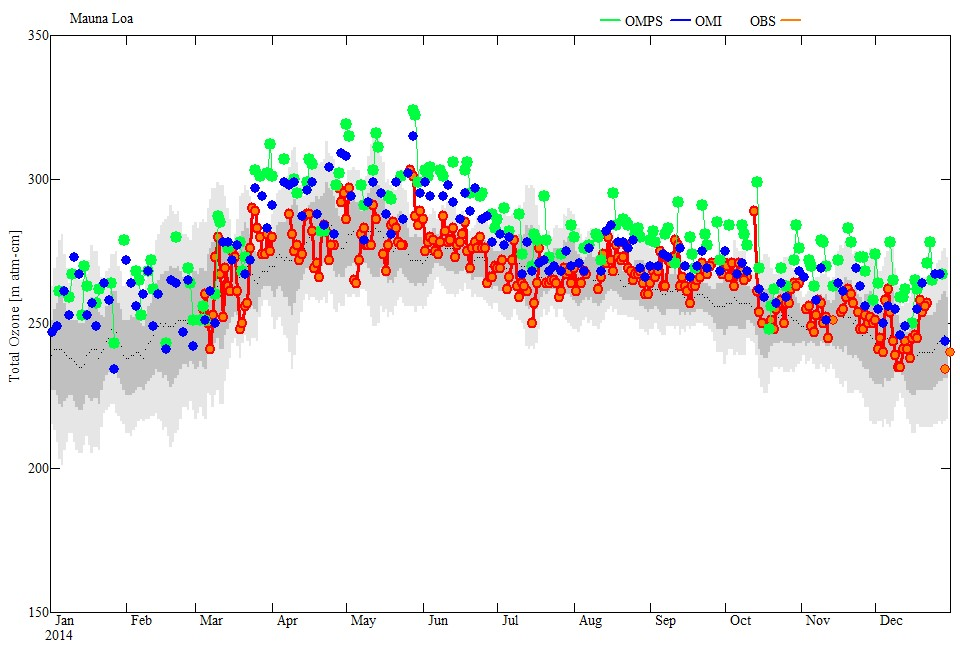 Mauna Loa
OMPS OMI OBS
350
300
250
200
150
Total Ozone [m atm-cm]
Jan Feb Mar Apr May Jun Jul Aug Sep Oct Nov Dec
2014